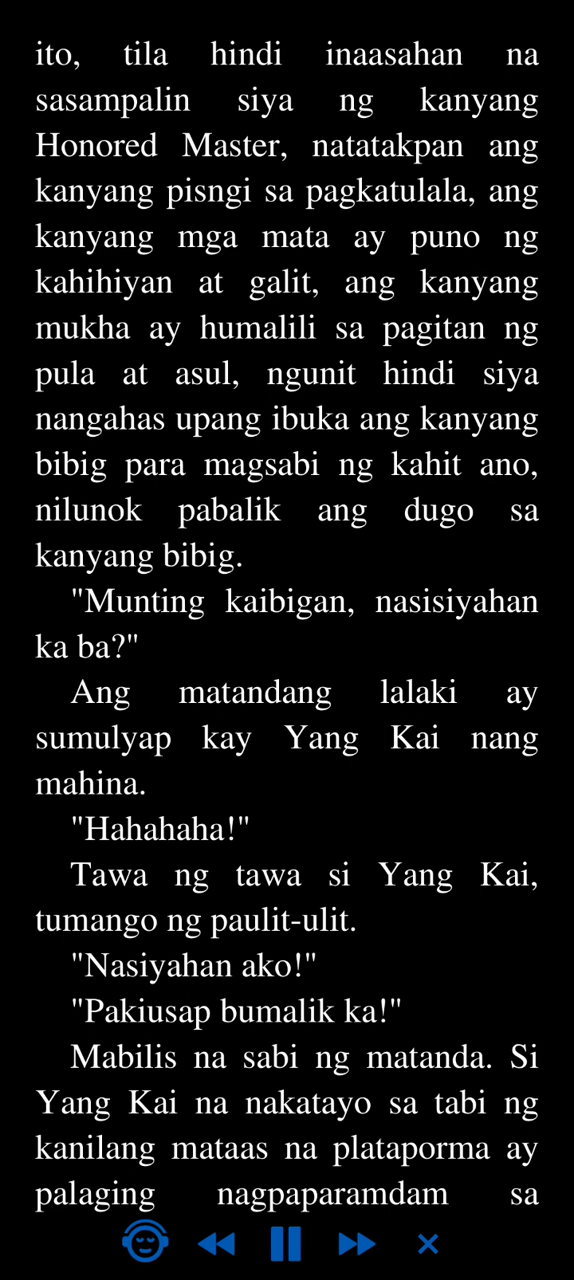 ito, tila hindi inaasahan na
sasampalin siya ng kanyang
Honored Master, natatakpan ang
kanyang pisngi sa pagkatulala, ang
kanyang mga mata ay puno ng
kahihiyan at galit, ang kanyang
mukha ay humalili sa pagitan ng
pula at asul, ngunit hindi siya
nangahas upang ibuka ang kanyang
bibig para magsabi ng kahit ano,
nilunok pabalik ang dugo sa
kanyang bibig.
"Munting kaibigan, nasisiyahan
ka ba?"
Ang matandang lalaki ay
sumulyap kay Yang Kai nang
mahina.
"Hahahaha!"
Tawa ng tawa si Yang Kai,
tumango ng paulit-ulit.
"Nasiyahan ako!"
"Pakiusap bumalik ka!"
Mabilis na sabi ng matanda. Si
Yang Kai na nakatayo sa tabi ng
kanilang mataas na plataporma ay
palaging nagpaparamdam sa